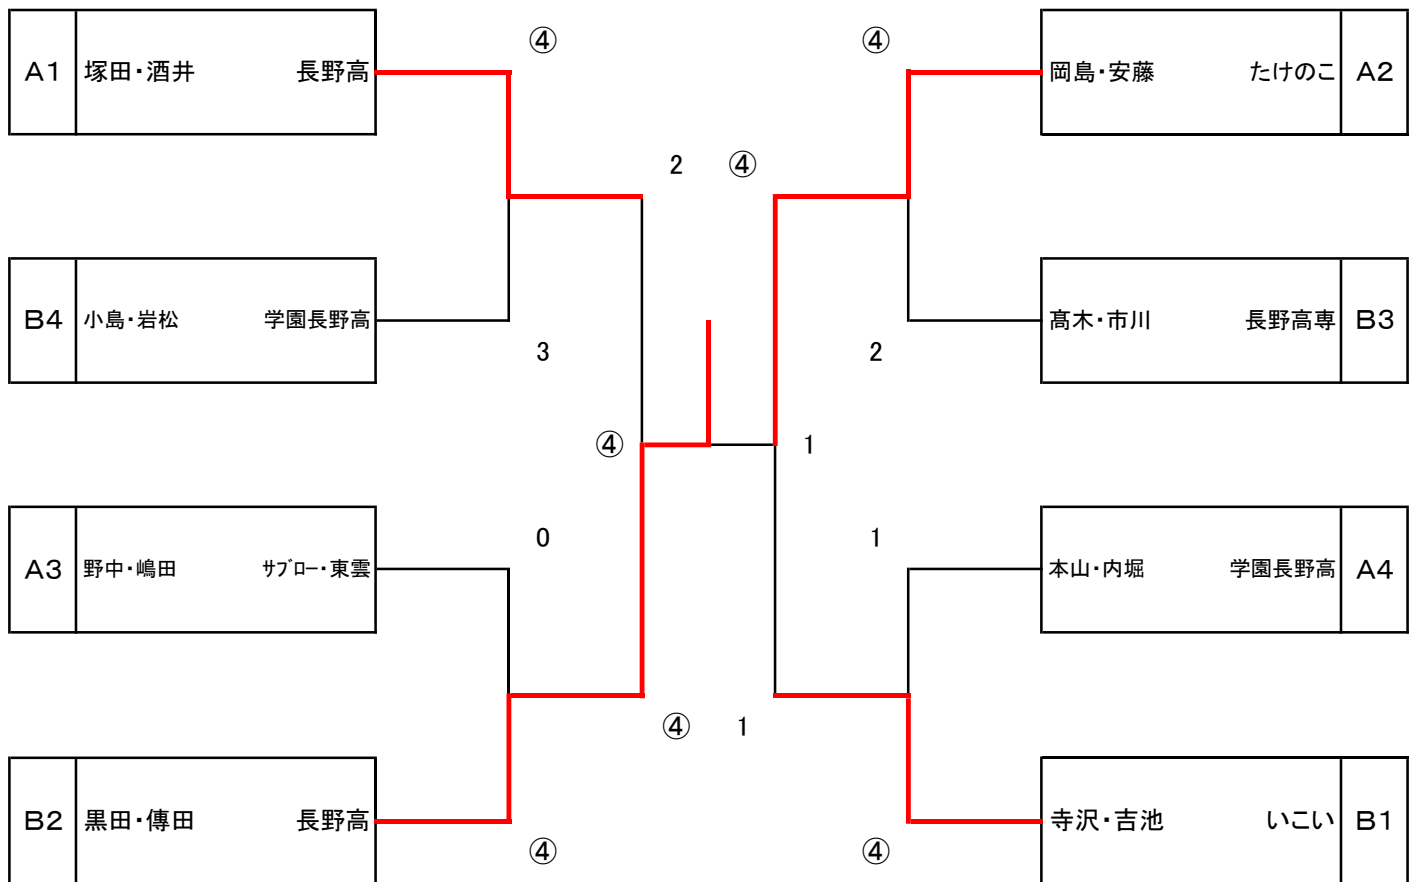 ④ ④
A1 塚田・酒井 長野高 岡島・安藤 たけのこ A2
2 ④
B4 小島・岩松 学園長野高 髙木・市川 長野高専 B3
3 2
④ 1
0 1
A3 野中・嶋田 サブロー・東雲 本山・内堀 学園長野高 A4
④ 1
B2 黒田・傳田 長野高 寺沢・吉池 いこい B1
④ ④